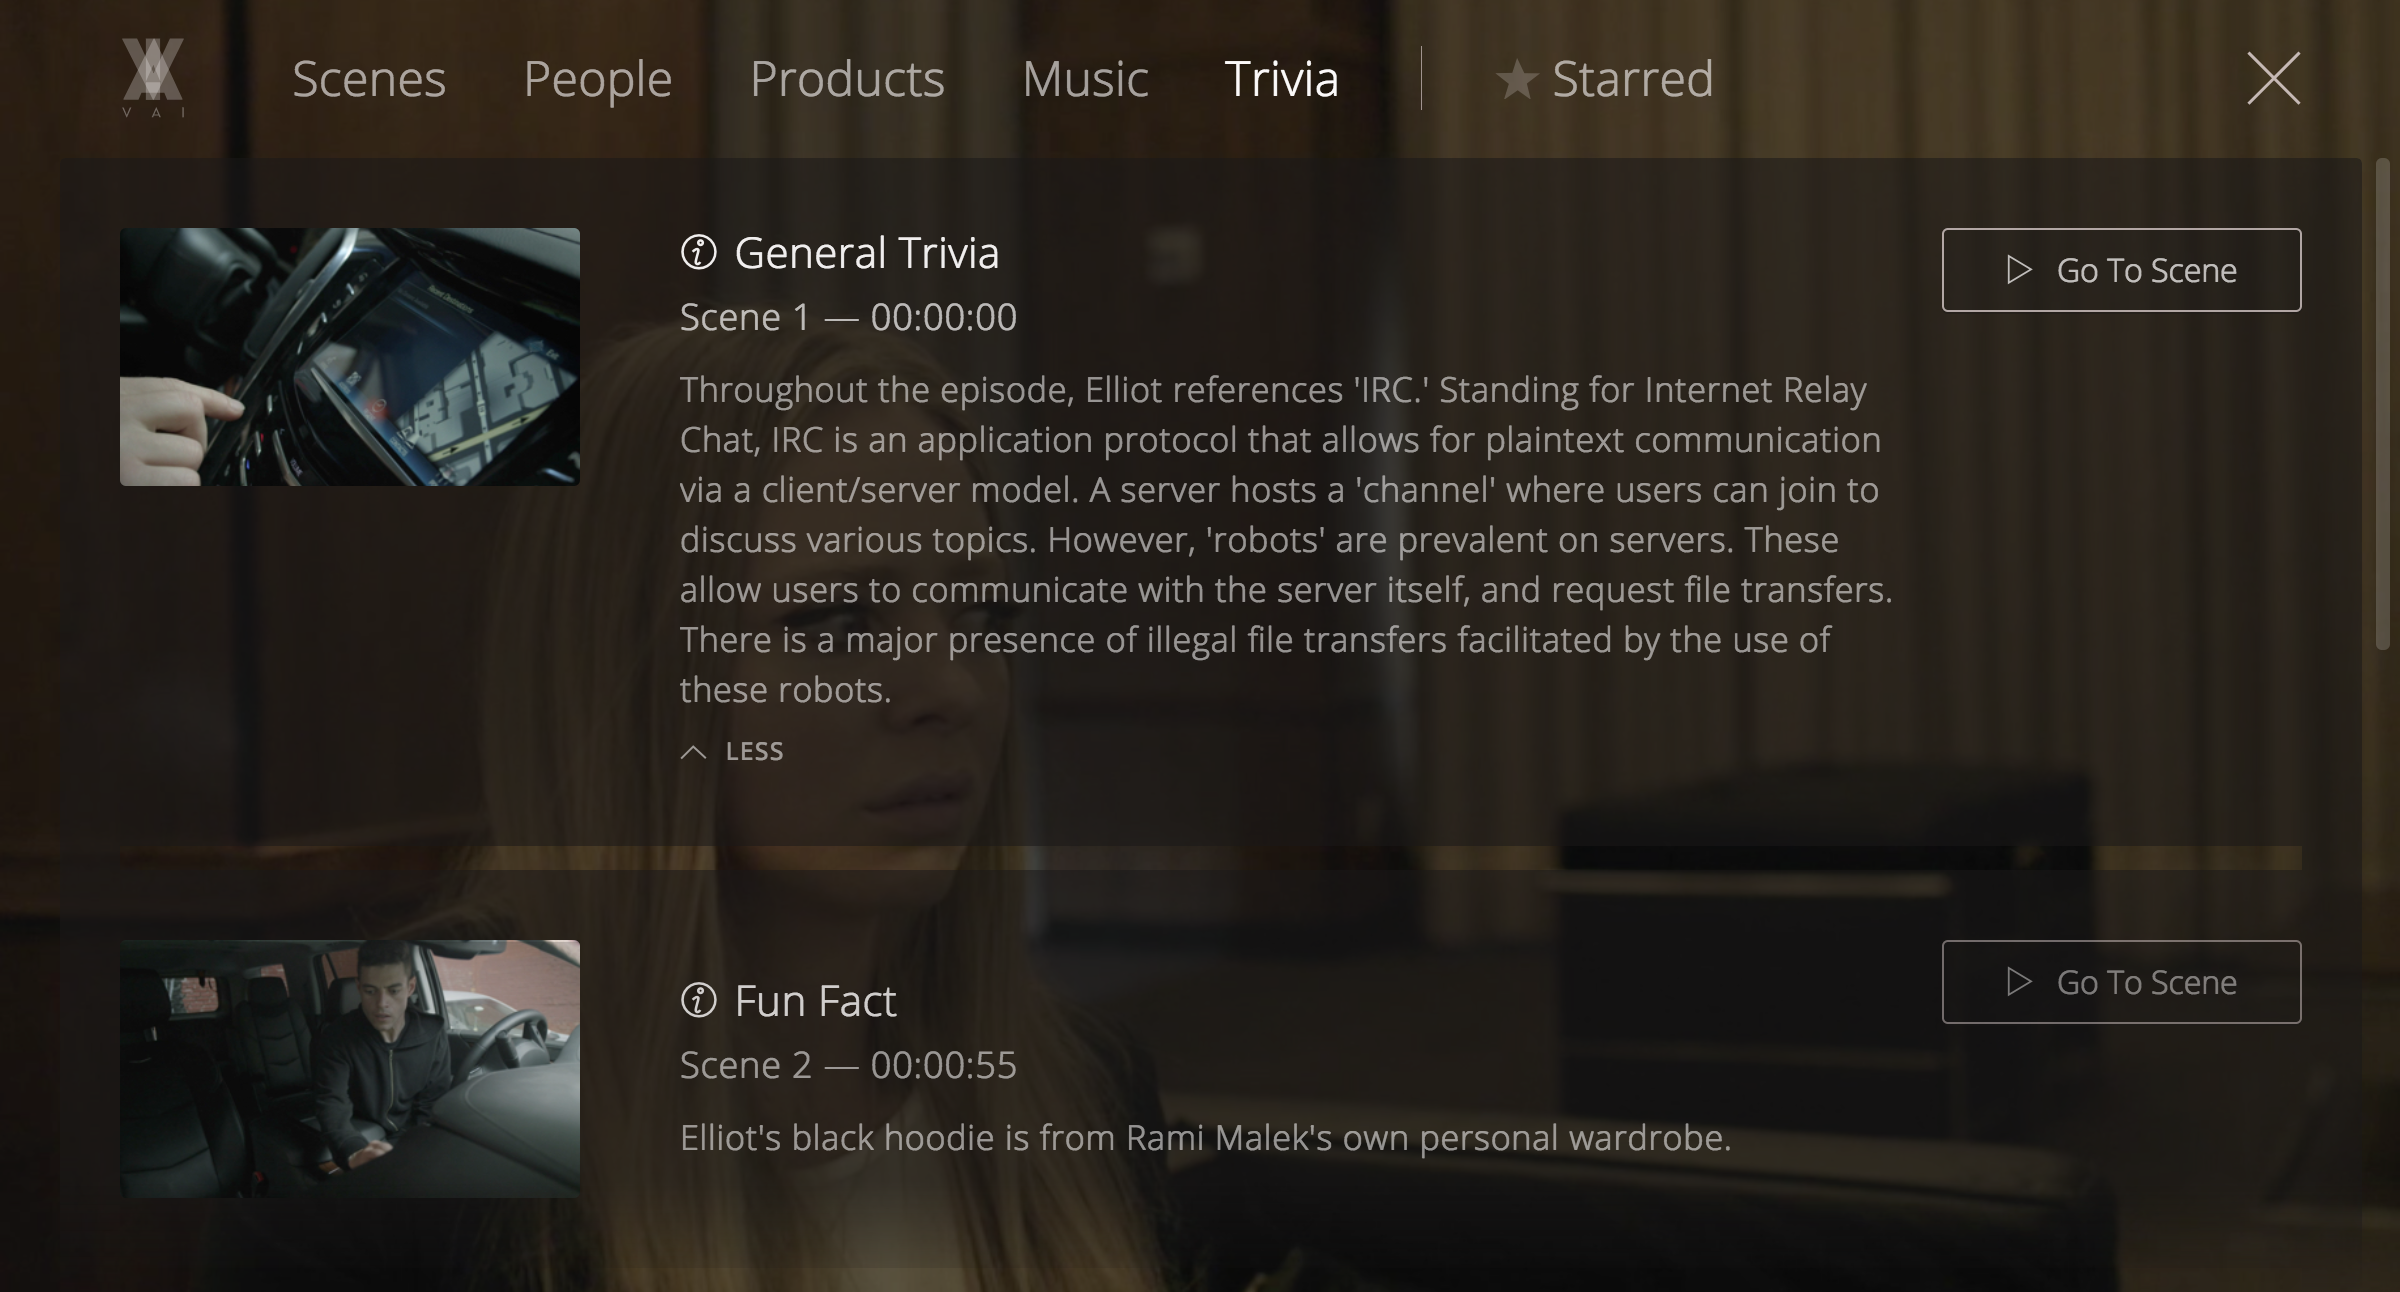 VAI
Scenes
People
Products
Music
Trivia
Starred
General Trivia
Scene 1 — 00:00:00
Go To Scene
Throughout the episode, Elliot references 'IRC.' Standing for Internet Relay
Chat, IRC is an application protocol that allows for plaintext communication
via a client/server model. A server hosts a 'channel' where users can join to
discuss various topics. However, 'robots' are prevalent on servers. These
allow users to communicate with the server itself, and request file transfers.
There is a major presence of illegal file transfers facilitated by the use of
these robots.
LESS
Fun Fact
Scene 2 — 00:00:55
Go To Scene
Elliot's black hoodie is from Rami Malek's own personal wardrobe.